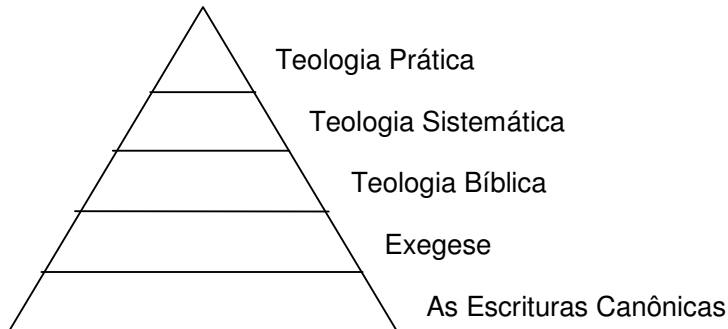 Teologia Prática
Teologia Sistemática
Teologia Bíblica
Exegese
As Escrituras Canônicas